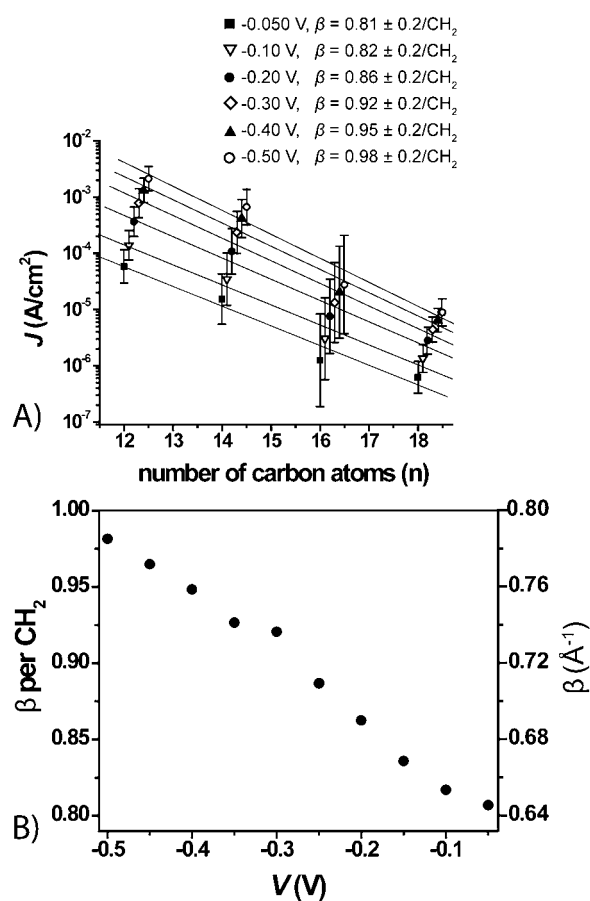 -0.050 V, β = 0.81 ± 0.2/CH2
-0.10 V, β = 0.82 ± 0.2/CH2
-0.20 V, β = 0.86 ± 0.2/CH2
-0.30 V, β = 0.92 ± 0.2/CH2
-0.40 V, β = 0.95 ± 0.2/CH2
-0.50 V, β = 0.98 ± 0.2/CH2
J (A/cm²)
10⁻²
10⁻³
10⁻⁴
10⁻⁵
10⁻⁶
10⁻⁷
A)
12 13 14 15 16 17 18
number of carbon atoms (n)
β per CH2
1.00
0.95
0.90
0.85
0.80
β (Å⁻¹)
0.80
0.76
0.72
0.68
0.64
B)
-0.5 -0.4 -0.3 -0.2 -0.1
V (V)